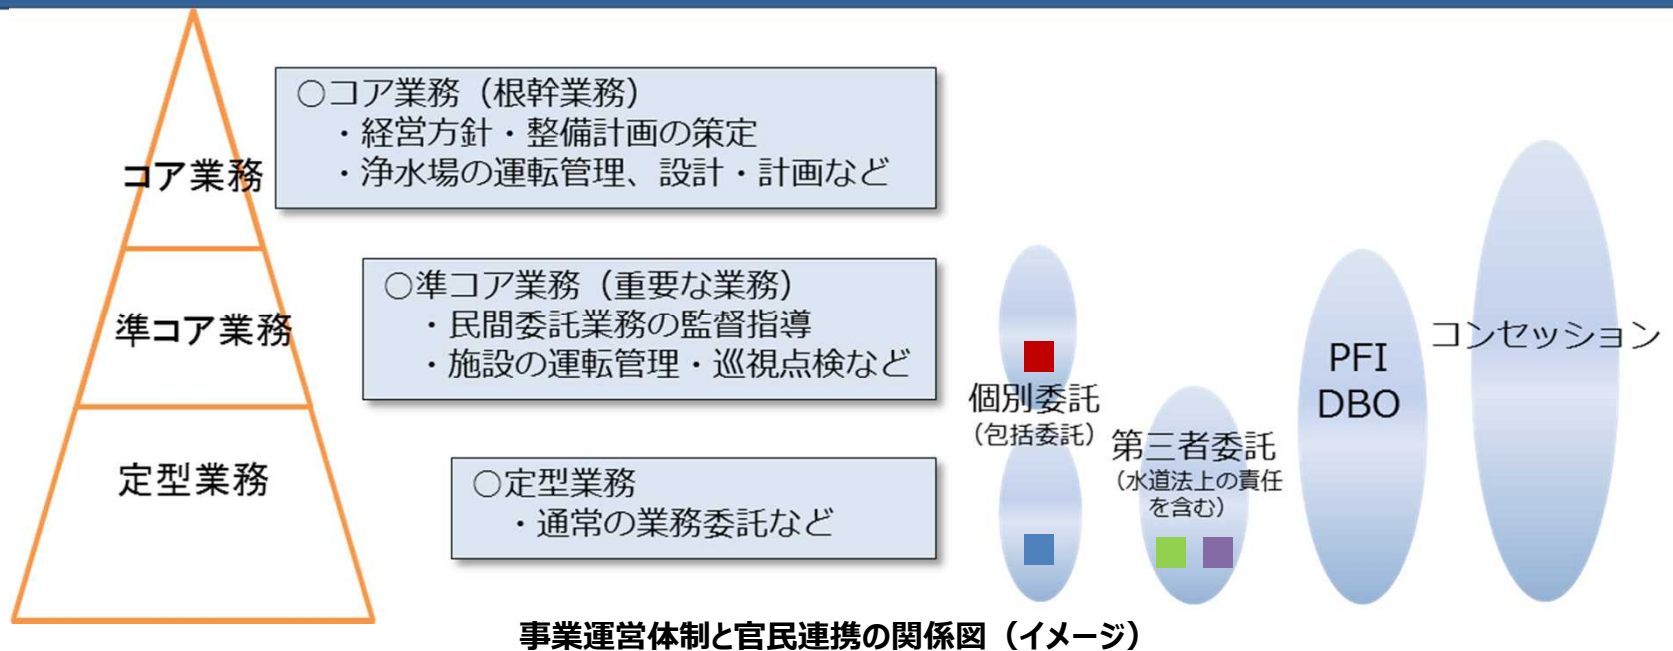 コア業務
準コア業務
定型業務
○コア業務（根幹業務）
・経営方針・整備計画の策定
・浄水場の運転管理、設計・計画など
○準コア業務（重要な業務）
・民間委託業務の監督指導
・施設の運転管理・巡視点検など
○定型業務
・通常の業務委託など
個別委託
（包括委託）
第三者委託
（水道法上の責任
を含む）
PFI
DBO
コンセッション
事業運営体制と官民連携の関係図（イメージ）